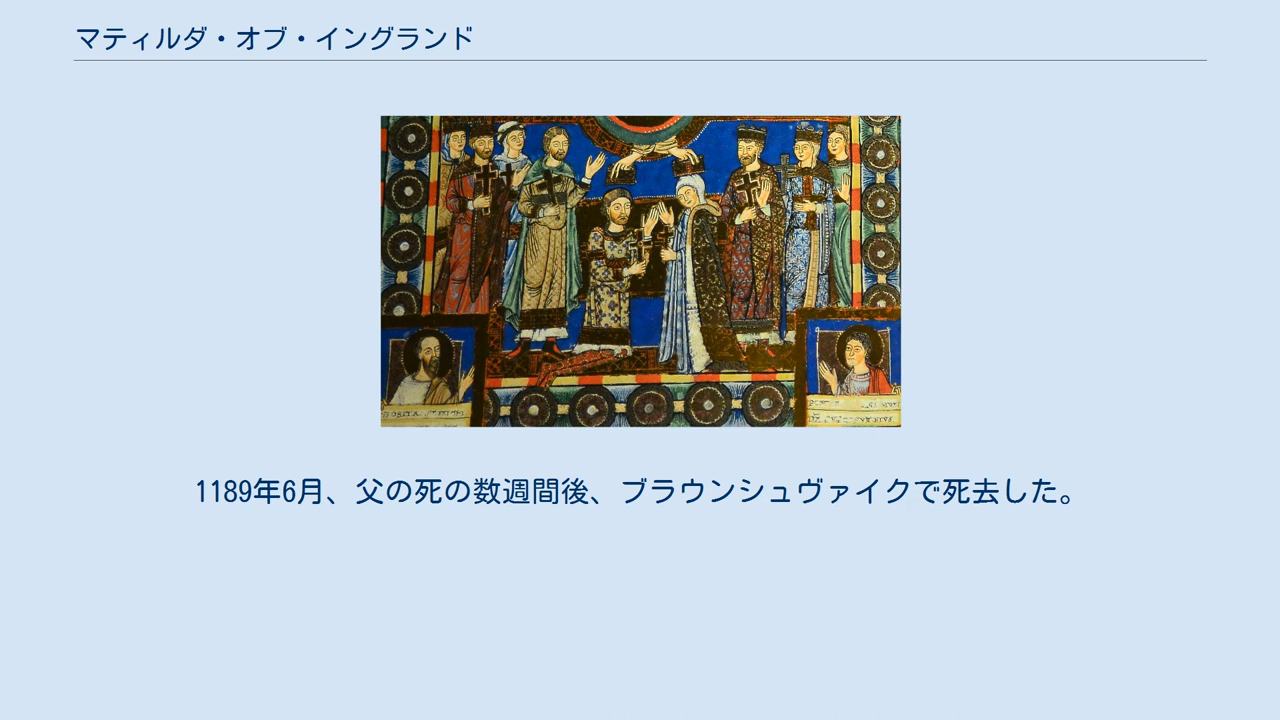 マティルダ・オブ・イングランド
1189年6月、父の死の数週間後、ブラウンシュヴァイクで死去した。